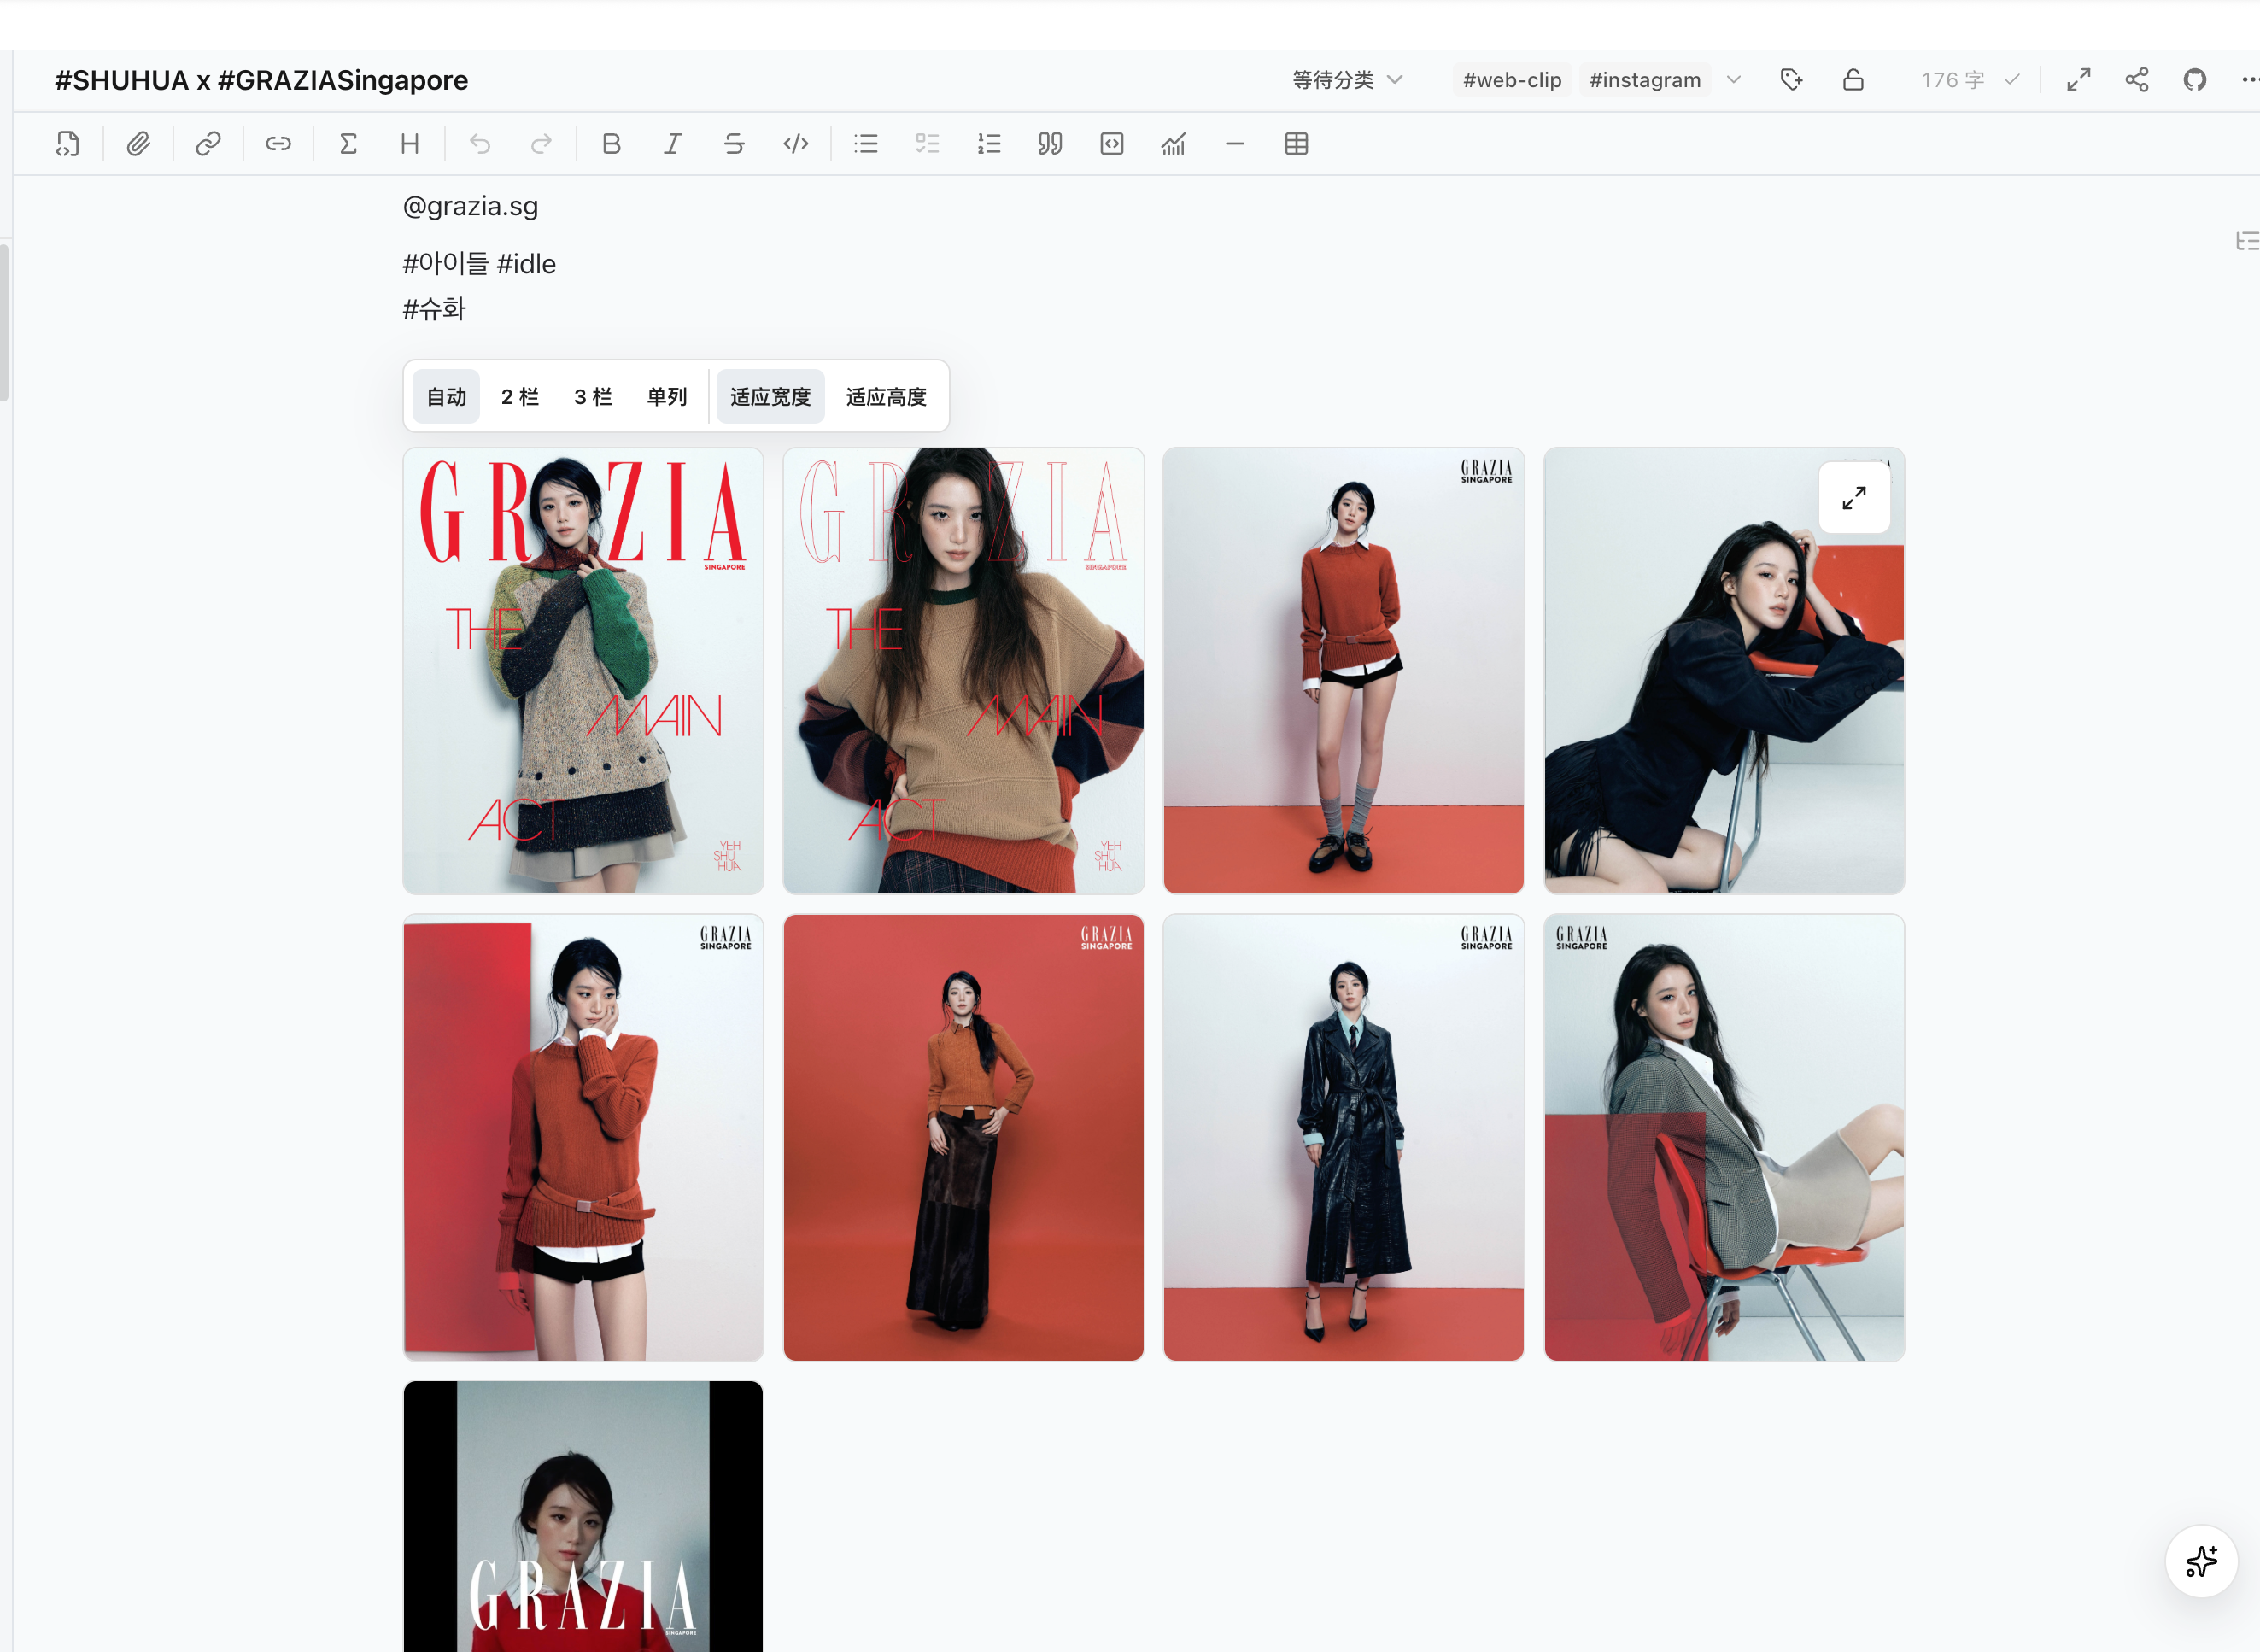 #SHUHUA x #GRAZIASingapore
等待分类
#web-clip
#instagram
176 字
@grazia.sg
#아이들 #idle
#슈화
自动
2 栏
3 栏
单列
适应宽度
适应高度
GRAZIA
SINGAPORE
THE
MAIN
ACT
YEH
SHU
HUA
GRAZIA
SINGAPORE
THE
MAIN
ACT
YEH
SHU
HUA
GRAZIA
SINGAPORE
GRAZIA
SINGAPORE
GRAZIA
SINGAPORE
GRAZIA
SINGAPORE
GRAZIA
SINGAPORE
GRAZIA
SINGAPORE